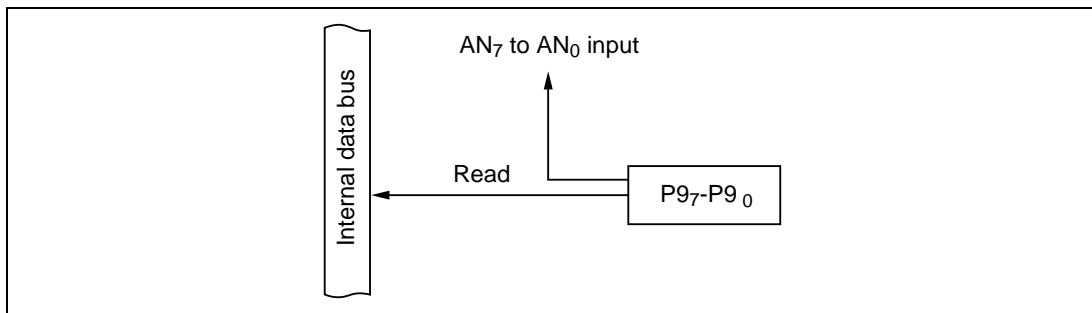 AN7 to AN0 input
Internal data bus
Read
P97-P9 0